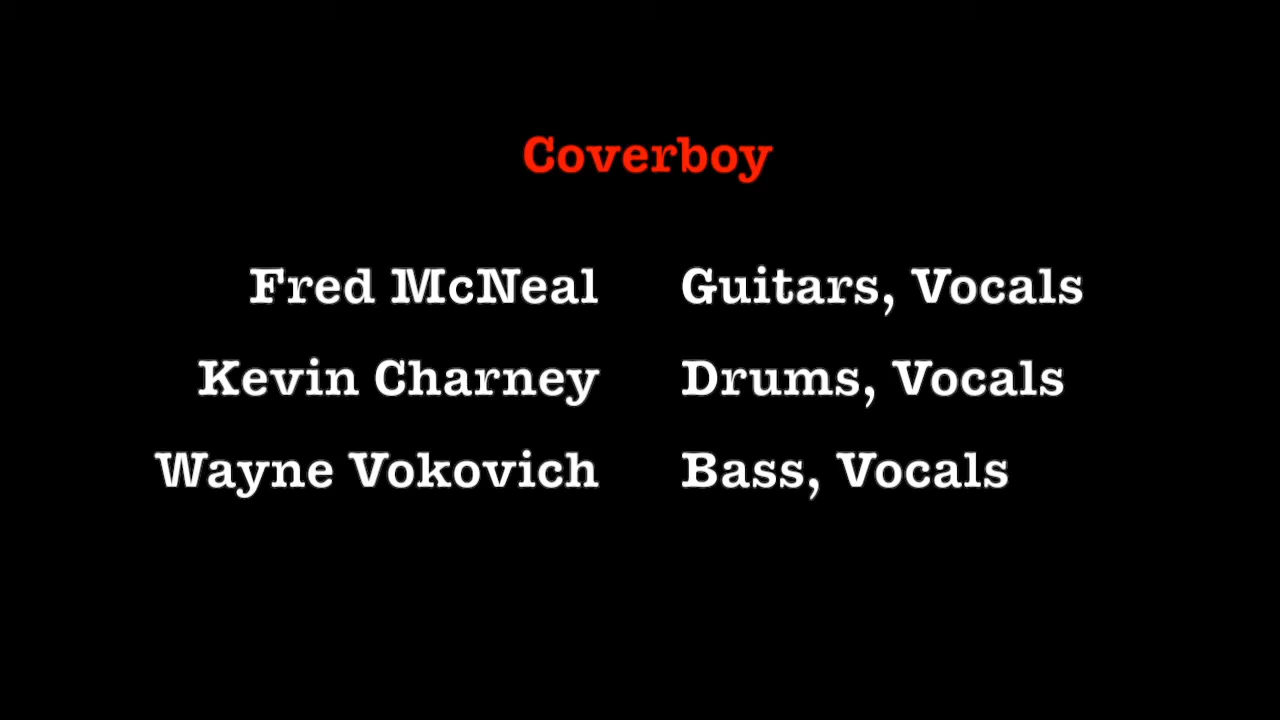 Coverboy
Fred McNeal Guitars, Vocals
Kevin Charney Drums, Vocals
Wayne Vokovich Bass, Vocals